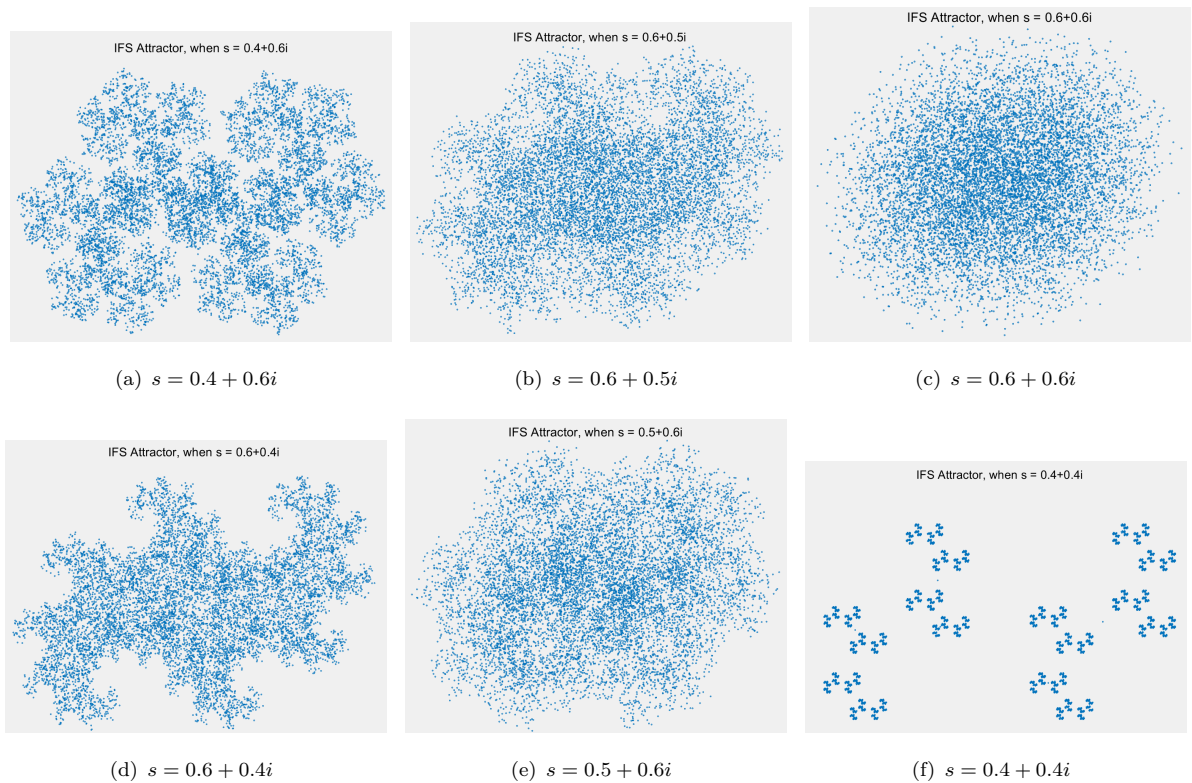 IFS Attractor, when s = 0.4+0.6i
IFS Attractor, when s = 0.6+0.5i
IFS Attractor, when s = 0.6+0.6i
(a) s = 0.4 + 0.6i
(b) s = 0.6 + 0.5i
(c) s = 0.6 + 0.6i
IFS Attractor, when s = 0.6+0.4i
IFS Attractor, when s = 0.5+0.6i
IFS Attractor, when s = 0.4+0.4i
(d) s = 0.6 + 0.4i
(e) s = 0.5 + 0.6i
(f) s = 0.4 + 0.4i